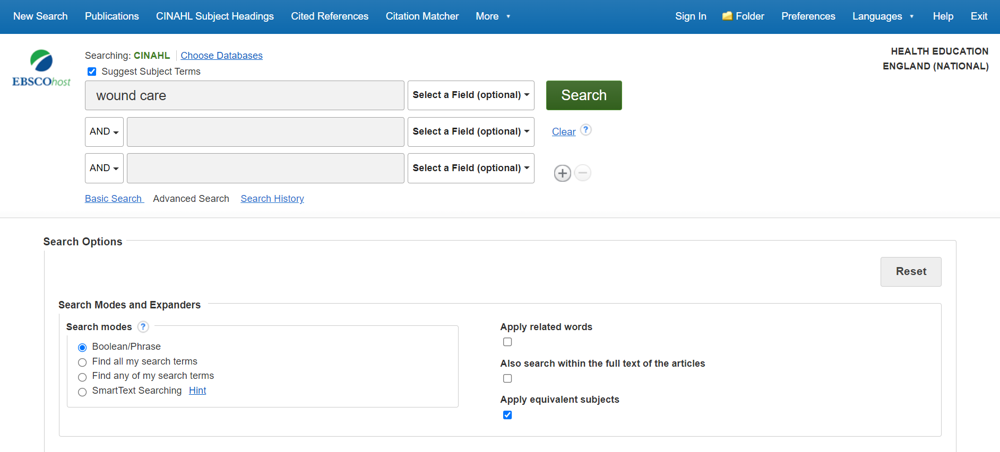 New Search Publications CINAHL Subject Headings Cited References Citation Matcher More Sign In Folder Preferences Languages Help Exit
EBSCOhost
Searching: CINAHL Choose Databases
Suggest Subject Terms
HEALTH EDUCATION
ENGLAND (NATIONAL)
wound care Select a Field (optional) Search
AND Select a Field (optional) Clear ?
AND Select a Field (optional)
Basic Search Advanced Search Search History
Search Options
Reset
Search Modes and Expanders
Search modes ?
Boolean/Phrase
Find all my search terms
Find any of my search terms
SmartText Searching Hint
Apply related words
Also search within the full text of the articles
Apply equivalent subjects